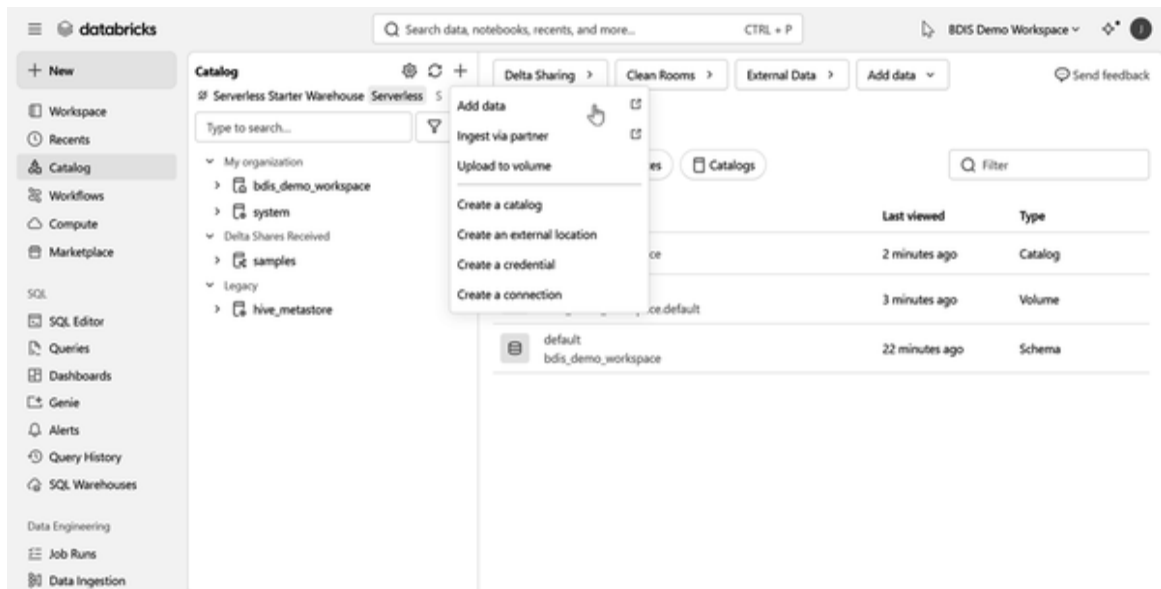 databricks
Search data, notebooks, recents, and more... CTRL + P
BDIS Demo Workspace
J
New
Workspace
Recents
Catalog
Workflows
Compute
Marketplace
SQL
SQL Editor
Queries
Dashboards
Genie
Alerts
Query History
SQL Warehouses
Data Engineering
Job Runs
Data Ingestion
Catalog
Serverless Starter Warehouse Serverless S
Type to search...
My organization
bdis_demo_workspace
system
Delta Shares Received
samples
Legacy
hive_metastore
Add data
Ingest via partner
Upload to volume
Create a catalog
Create an external location
Create a credential
Create a connection
Delta Sharing
Clean Rooms
External Data
Add data
Send feedback
es
Catalogs
Filter
Last viewed Type
ce 2 minutes ago Catalog
ce.default 3 minutes ago Volume
default
bdis_demo_workspace 22 minutes ago Schema